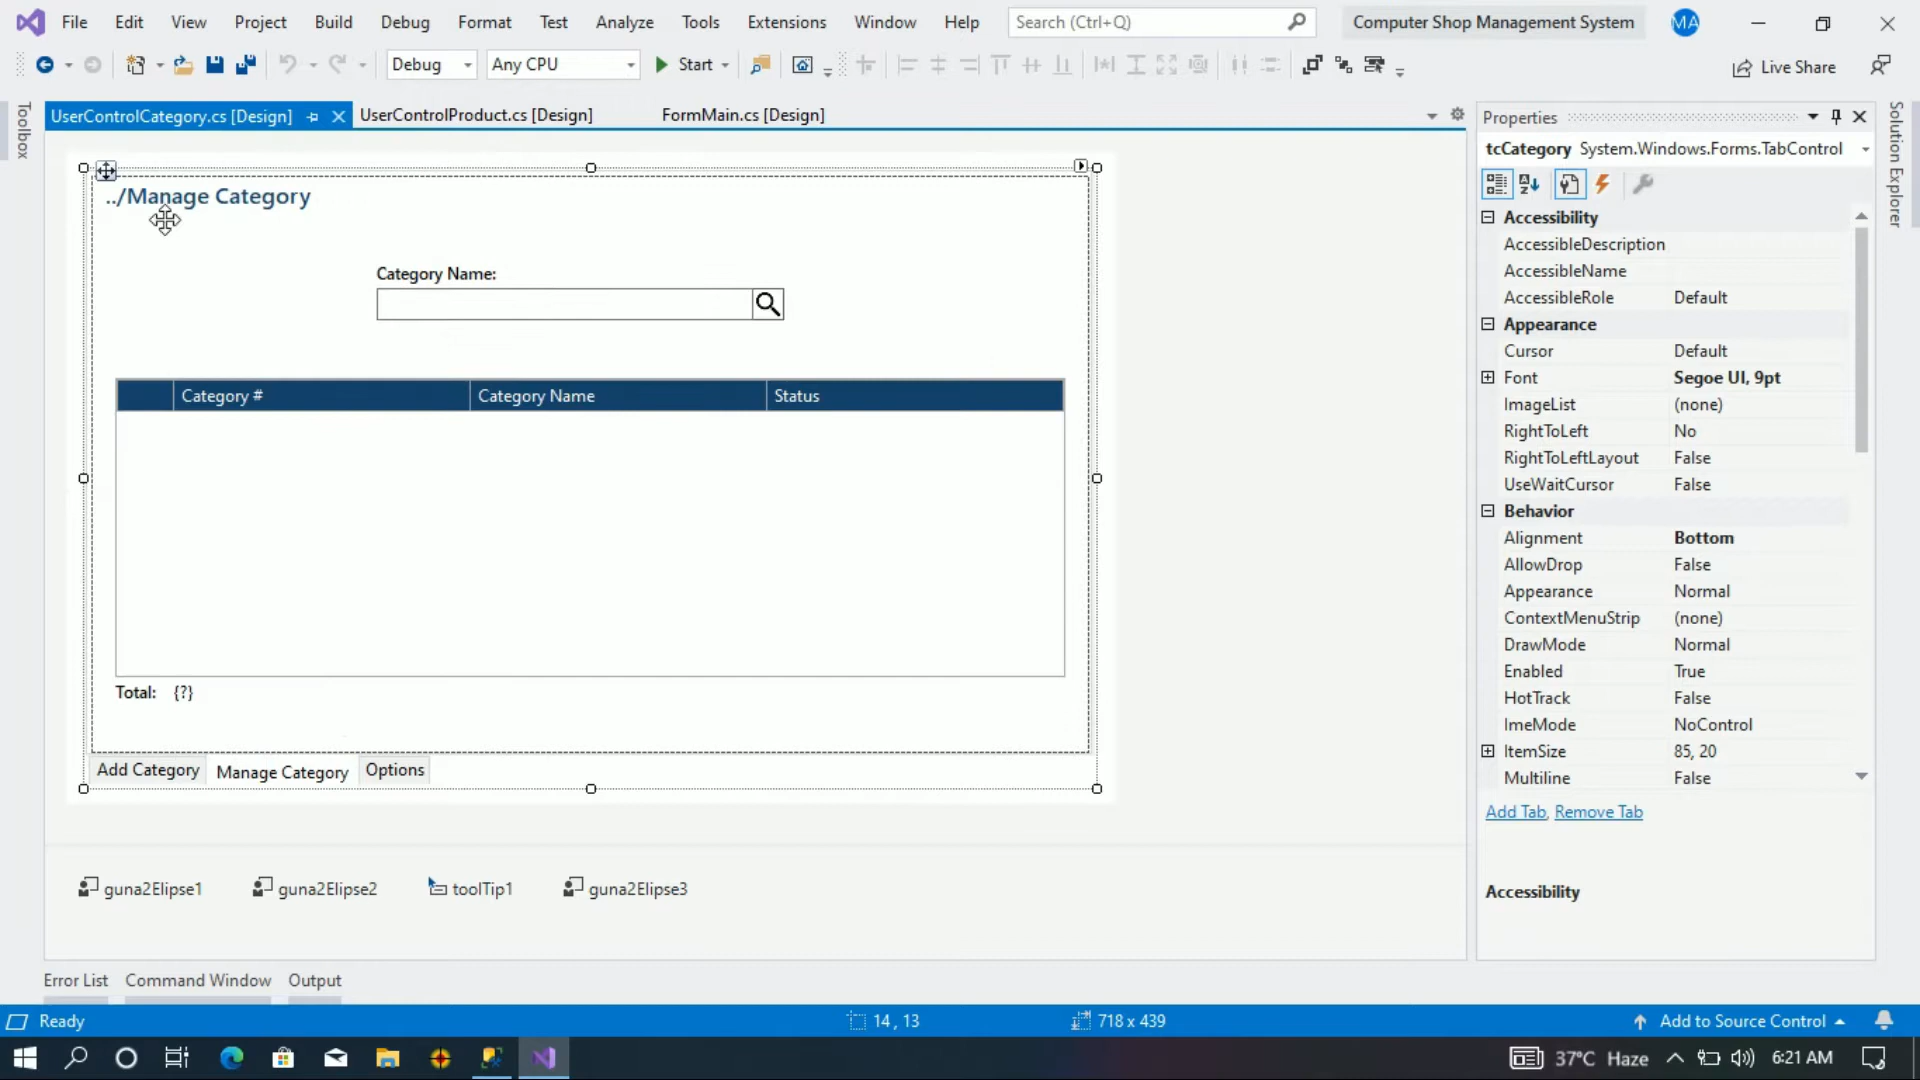 File Edit View Project Build Debug Format Test Analyze Tools Extensions Window Help Search (Ctrl+Q) Computer Shop Management System MA
Debug Any CPU Start Live Share
Toolbox
UserControlCategory.cs [Design] UserControlProduct.cs [Design] FormMain.cs [Design]
../Manage Category
Category Name:
Category # Category Name Status
Total: {?}
Add Category Manage Category Options
guna2Elipse1 guna2Elipse2 toolTip1 guna2Elipse3
Properties
tcCategory System.Windows.Forms.TabControl
Accessibility
AccessibleDescription
AccessibleName
AccessibleRole Default
Appearance
Cursor Default
Font Segoe UI, 9pt
ImageList (none)
RightToLeft No
RightToLeftLayout False
UseWaitCursor False
Behavior
Alignment Bottom
AllowDrop False
Appearance Normal
ContextMenuStrip (none)
DrawMode Normal
Enabled True
HotTrack False
ImeMode NoControl
ItemSize 85, 20
Multiline False
Add Tab, Remove Tab
Accessibility
Solution Explorer
Error List Command Window Output
Ready 14 , 13 718 x 439 Add to Source Control
37°C Haze 6:21 AM